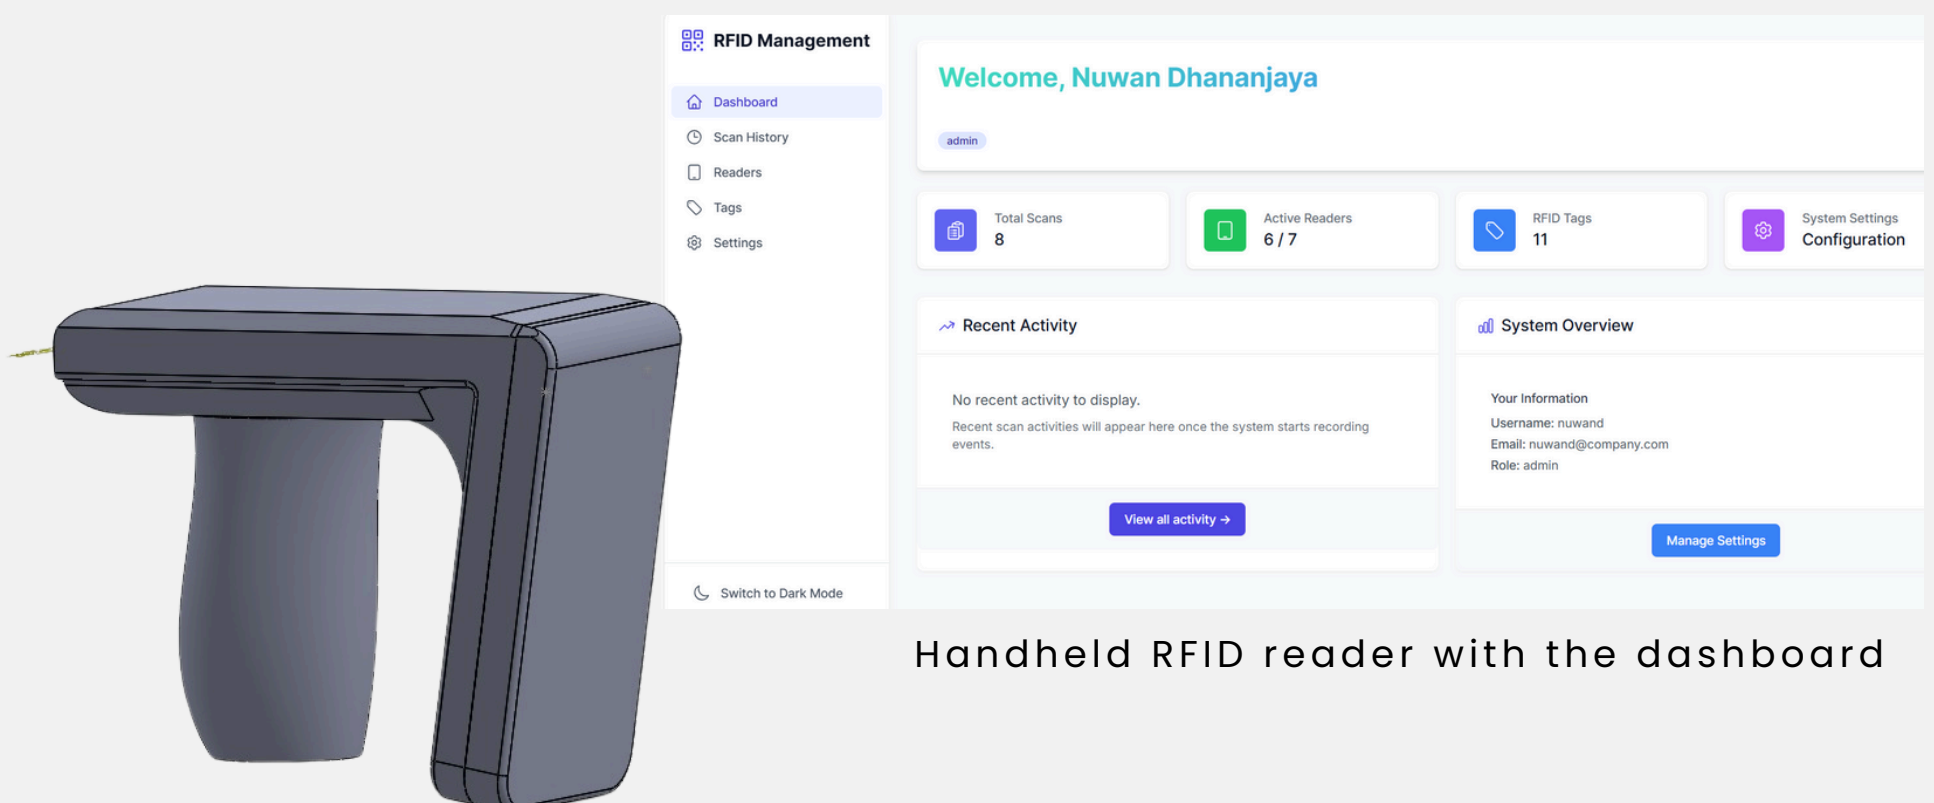 RFID Management
Dashboard
Scan History
Readers
Tags
Settings
Switch to Dark Mode
Welcome, Nuwan Dhananjaya
admin
Total Scans
8
Active Readers
6 / 7
RFID Tags
11
System Settings
Configuration
Recent Activity
No recent activity to display.
Recent scan activities will appear here once the system starts recording
events.
View all activity →
System Overview
Your Information
Username: nuwand
Email: nuwand@company.com
Role: admin
Manage Settings
Handheld RFID reader with the dashboard